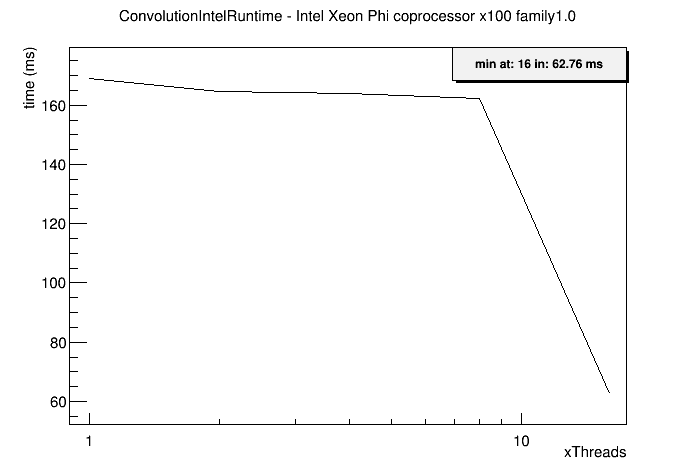 ConvolutionIntelRuntime - Intel Xeon Phi coprocessor x100 family1.0
time (ms)
min at: 16 in: 62.76 ms
160
140
120
100
80
60
1
10
xThreads